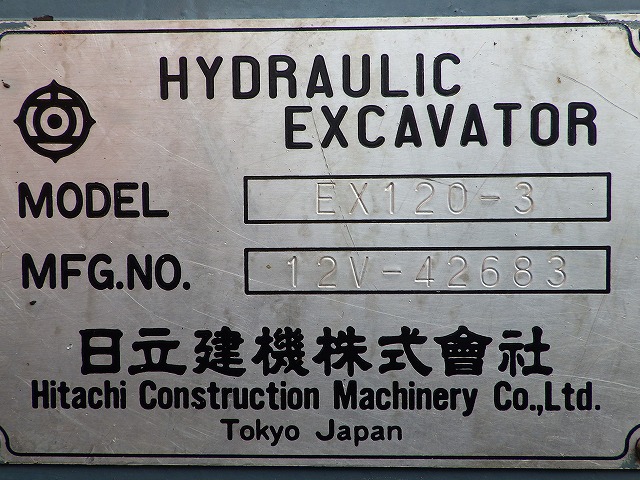 HYDRAULIC
EXCAVATOR
MODEL EX120-3
MFG.NO. 12V-42683
日立建機株式會社
Hitachi Construction Machinery Co.,Ltd.
Tokyo Japan